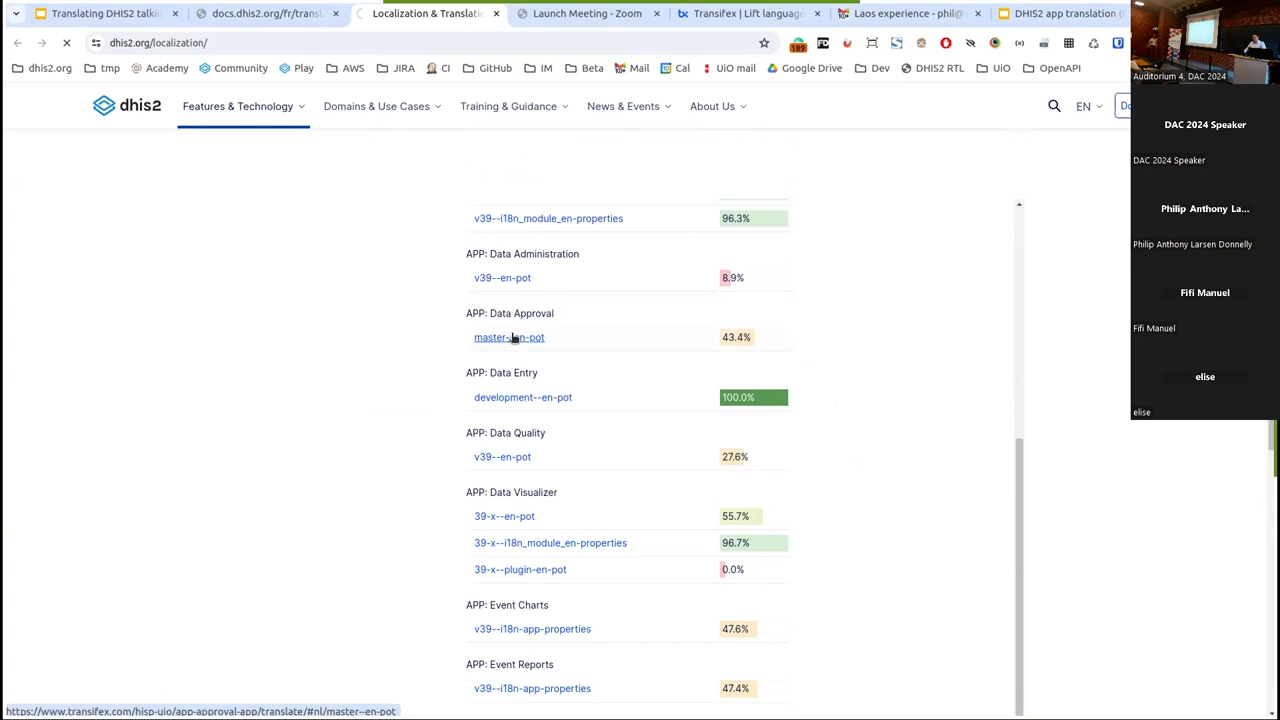 Translating DHIS2 talkin
docs.dhis2.org/fr/transl
Localization & Translatio
Launch Meeting - Zoom
Transifex | Lift language
Laos experience - phil@
DHIS2 app translation (
dhis2.org/localization/
189
dhis2.org
tmp
Academy
Community
Play
AWS
JIRA
CI
GitHub
IM
Beta
Mail
Cal
UiO mail
Google Drive
Dev
DHIS2 RTL
UiO
OpenAPI
dhis2
Features & Technology
Domains & Use Cases
Training & Guidance
News & Events
About Us
EN
Do
v39--i18n_module_en-properties 96.3%
APP: Data Administration
v39--en-pot 8.9%
APP: Data Approval
master--en-pot 43.4%
APP: Data Entry
development--en-pot 100.0%
APP: Data Quality
v39--en-pot 27.6%
APP: Data Visualizer
39-x--en-pot 55.7%
39-x--i18n_module_en-properties 96.7%
39-x--plugin-en-pot 0.0%
APP: Event Charts
v39--i18n-app-properties 47.6%
APP: Event Reports
v39--i18n-app-properties 47.4%
https://www.transifex.com/hisp-uio/app-approval-app/translate/#nl/master--en-pot
Auditorium 4, DAC 2024
DAC 2024 Speaker
DAC 2024 Speaker
Philip Anthony La...
Philip Anthony Larsen Donnelly
Fifi Manuel
Fifi Manuel
elise
elise